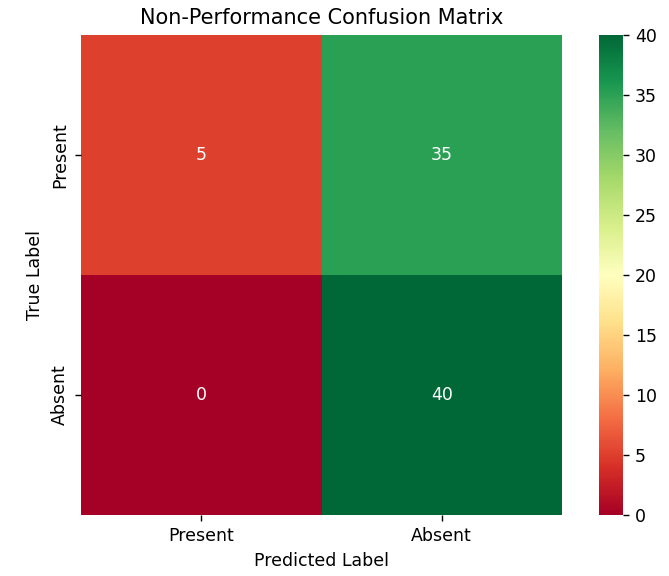 Non-Performance Confusion Matrix
True Label
Present
Absent
5
35
0
40
Present
Absent
Predicted Label
40
35
30
25
20
15
10
5
0